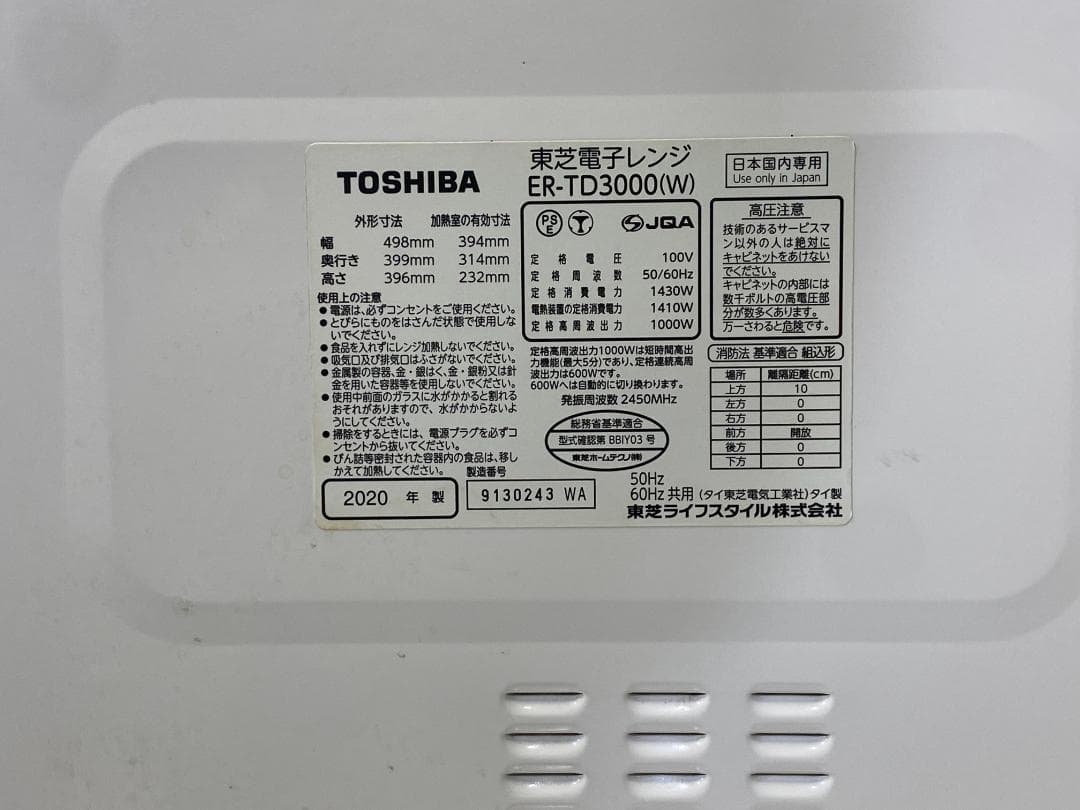 TOSHIBA
東芝電子レンジ
ER-TD3000(W)
日本国内専用
Use only in Japan
外形寸法 加熱室の有効寸法
幅 498mm 394mm
奥行き 399mm 314mm
高さ 396mm 232mm
使用上の注意
●電源は、必ずコンセントをご使用ください。
●とびらにものをはさんだ状態で使用しな
いでください。
●食品を入れずにレンジ加熱しないでください。
●吸気口及び排気口はふさがないでください。
●金属製の容器、金・銀はく、金・銀粉又は針
金を用いた容器等を使用しないでください。
●使用中前面のガラスに水がかかると割れる
おそれがありますので、水がかからないよ
うにしてください。
●掃除をするときには、電源プラグを必ずコ
ンセントから抜いてください。
●びん詰等密封された容器内の食品は、移し
かえて加熱してください。
2020 年 製
製造番号
9130243 WA
PS
E
JQA
定格電圧 100V
定格周波数 50/60Hz
定格消費電力 1430W
電熱装置の定格消費電力 1410W
定格高周波出力 1000W
定格高周波出力1000Wは短時間高出
力機能(最大5分)であり、定格連続高周
波出力は600Wです。
600Wへは自動的に切り換わります。
発振周波数 2450MHz
総務省基準適合
型式確認第 BBIY03 号
東芝ホームテクノ(株)
高圧注意
技術のあるサービスマ
ン以外の人は絶対に
キャビネットをあけない
でください。
キャビネットの内部には
数千ボルトの高電圧部
分が数多くあります。
万一さわると危険です。
消防法 基準適合 組込形
場所 離隔距離(cm)
上方 10
左方 0
右方 0
前方 開放
後方 0
下方 0
50Hz
60Hz 共用 (タイ東芝電気工業社)タイ製
東芝ライフスタイル株式会社